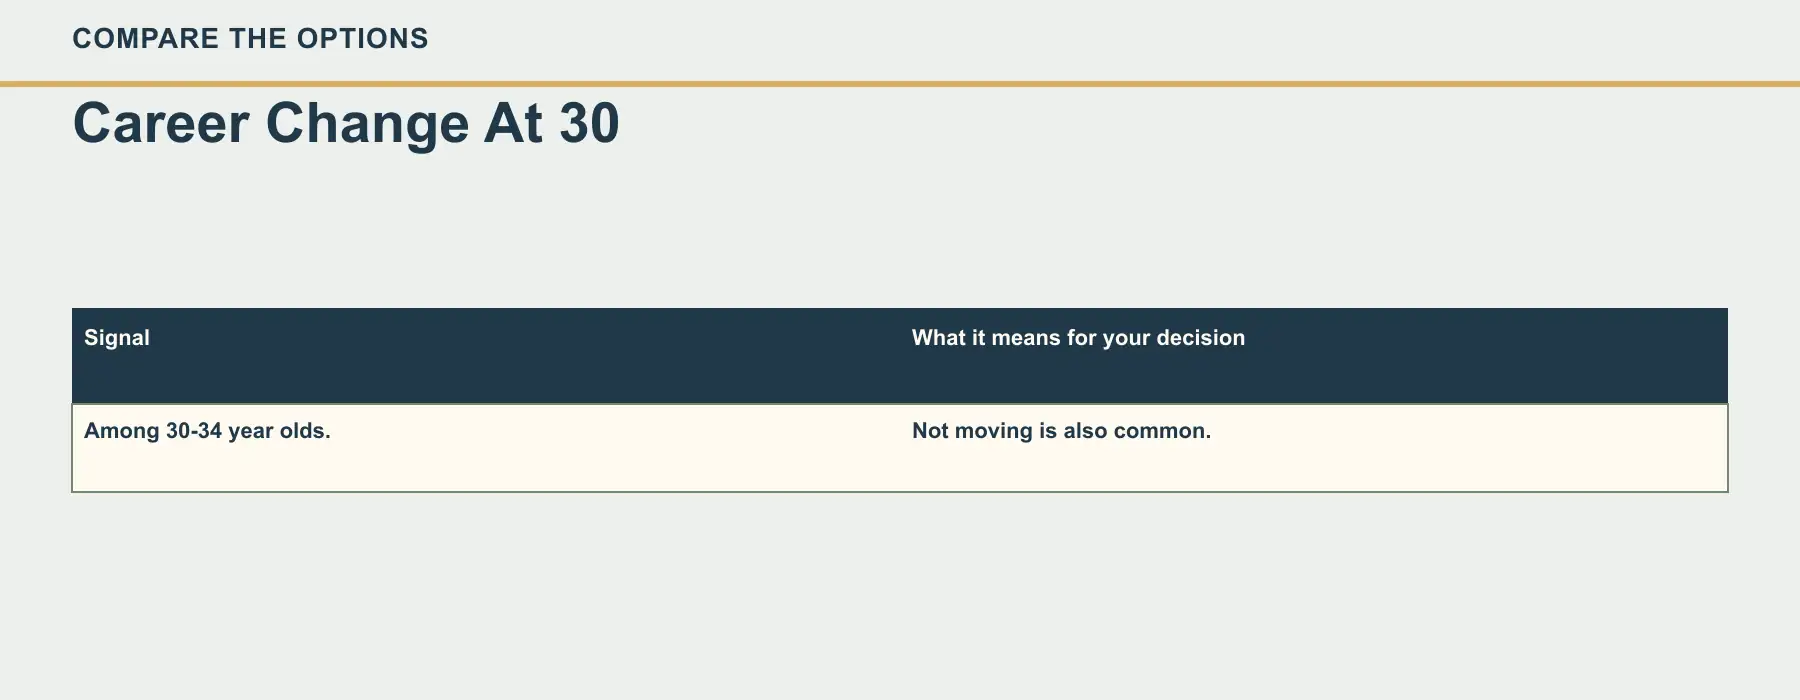 COMPARE THE OPTIONS
Career Change At 30
Signal
What it means for your decision
Among 30-34 year olds.
Not moving is also common.